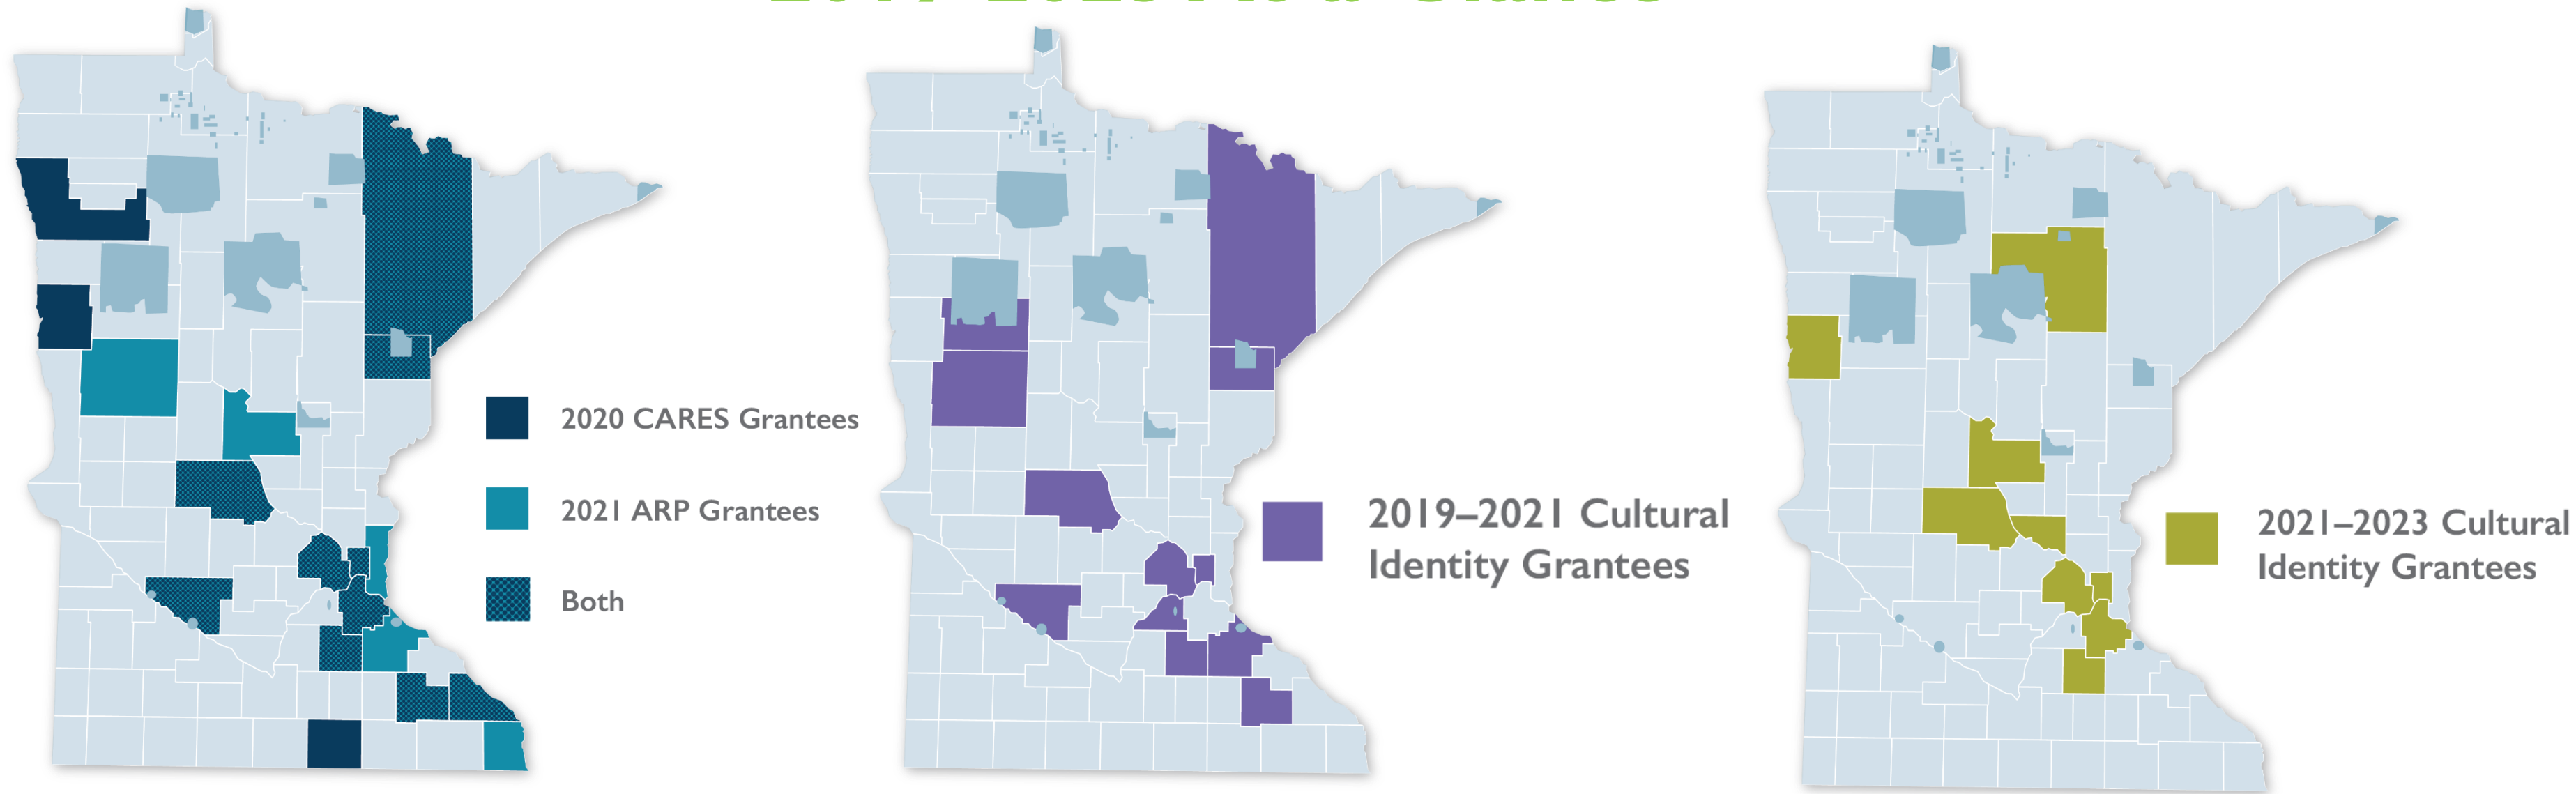 2020 CARES Grantees
2021 ARP Grantees
Both
2019–2021 Cultural
Identity Grantees
2021–2023 Cultural
Identity Grantees